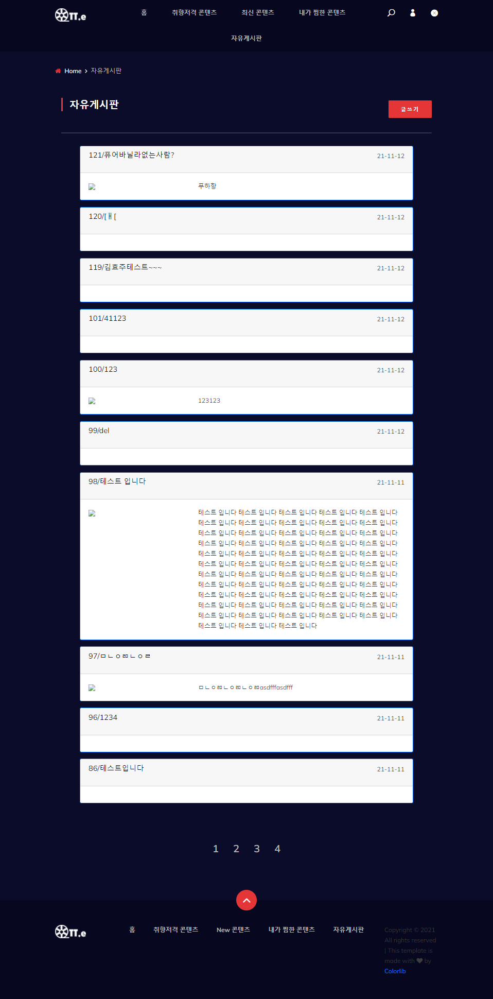 TT.e
홈 취향저격 콘텐츠 최신 콘텐츠 내가 찜한 콘텐츠
자유게시판
Home 자유게시판
자유게시판
글쓰기
121/퓨어바닐라없는사람?
21-11-12
푸하항
120/[ㅐ[
21-11-12
119/김효주테스트~~~
21-11-12
101/41123
21-11-12
100/123
21-11-12
123123
99/del
21-11-12
98/테스트 입니다
21-11-11
테스트 입니다 테스트 입니다 테스트 입니다 테스트 입니다 테스트 입니다
테스트 입니다 테스트 입니다 테스트 입니다 테스트 입니다 테스트 입니다
테스트 입니다 테스트 입니다 테스트 입니다 테스트 입니다 테스트 입니다
테스트 입니다 테스트 입니다 테스트 입니다 테스트 입니다 테스트 입니다
테스트 입니다 테스트 입니다 테스트 입니다 테스트 입니다 테스트 입니다
테스트 입니다 테스트 입니다 테스트 입니다 테스트 입니다 테스트 입니다
테스트 입니다 테스트 입니다 테스트 입니다 테스트 입니다 테스트 입니다
테스트 입니다 테스트 입니다 테스트 입니다 테스트 입니다 테스트 입니다
테스트 입니다 테스트 입니다 테스트 입니다 테스트 입니다 테스트 입니다
테스트 입니다 테스트 입니다 테스트 입니다 테스트 입니다 테스트 입니다
테스트 입니다 테스트 입니다 테스트 입니다 테스트 입니다 테스트 입니다
테스트 입니다 테스트 입니다 테스트 입니다
97/ㅁㄴㅇㄻㄴㅇㄹ
21-11-11
ㅁㄴㅇㄻㄴㅇㄻㄴㅇㄻasdfffasdfff
96/1234
21-11-11
86/테스트입니다
21-11-11
1 2 3 4
TT.e
홈 취향저격 콘텐츠 New 콘텐츠 내가 찜한 콘텐츠 자유게시판
Copyright © 2021
All rights reserved
| This template is
made with ♥ by
Colorlib